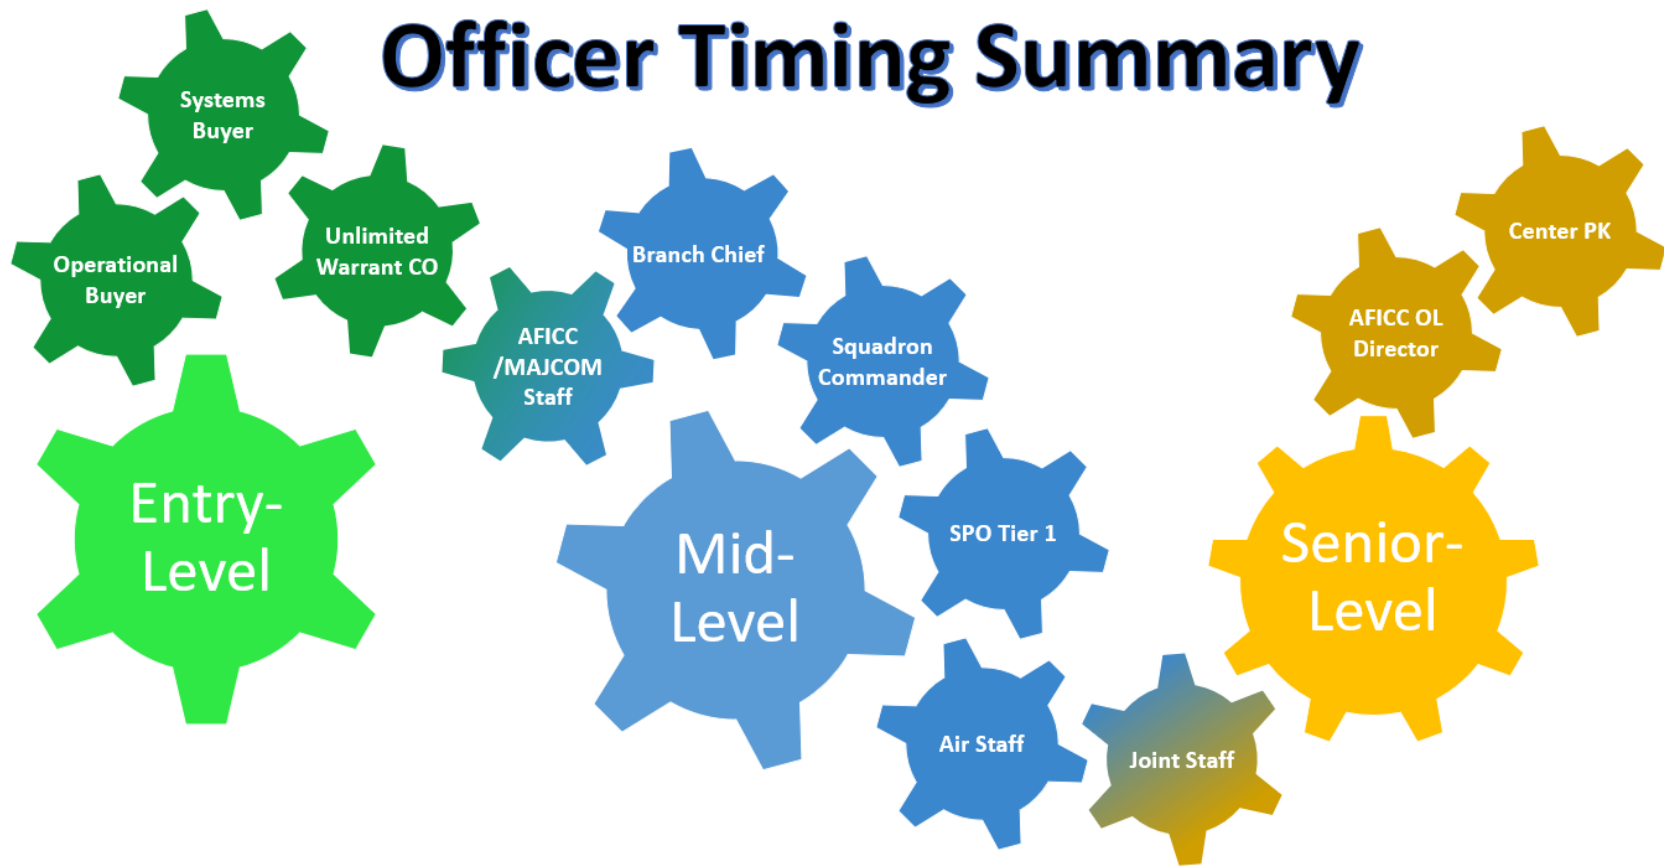 Officer Timing Summary
Systems
Buyer
Operational
Buyer
Unlimited
Warrant CO
AFICC
/MAJCOM
Staff
Entry-
Level
Branch Chief
Squadron
Commander
SPO Tier 1
Mid-
Level
Air Staff
Joint Staff
Center PK
AFICC OL
Director
Senior-
Level